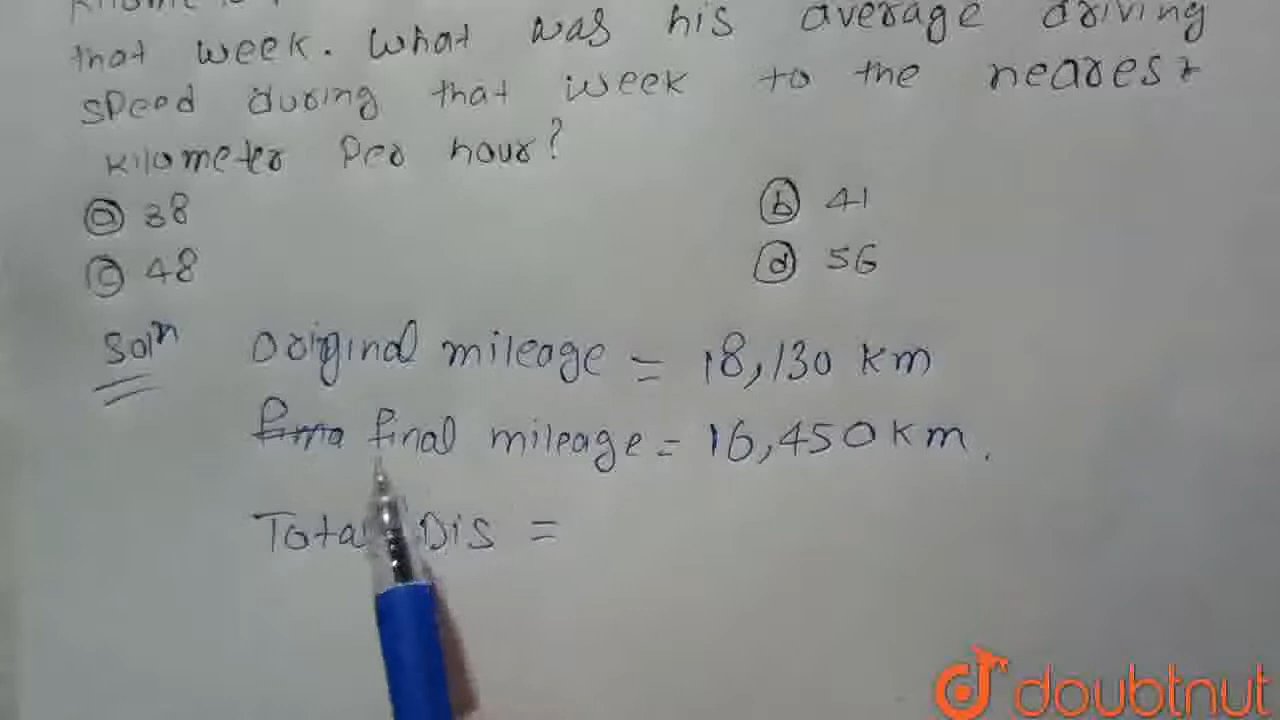 that week. What was his average driving
speed during that week to the nearest
kilometer per hour?
(a) 38
(b) 41
(c) 48
(d) 56
Soln
Original mileage = 18,130 km
final mileage = 16,450 km.
Total Dis =
doubtnut